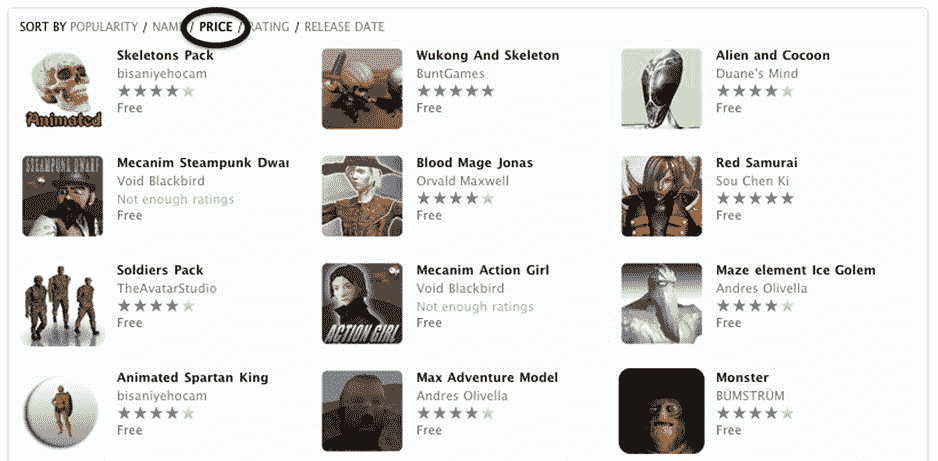 SORT BY POPULARITY / NAME / PRICE / RATING / RELEASE DATE
Skeletons Pack
bisaniyehocam
Free
Animated
Wukong And Skeleton
BuntGames
Free
Alien and Cocoon
Duane's Mind
Free
STEAMPUNK DWARF
Mecanim Steampunk Dwar
Void Blackbird
Not enough ratings
Free
Blood Mage Jonas
Orvald Maxwell
Free
Red Samurai
Sou Chen Ki
Free
Soldiers Pack
TheAvatarStudio
Free
ACTION GIRL
Mecanim Action Girl
Void Blackbird
Not enough ratings
Free
Maze element Ice Golem
Andres Olivella
Free
Animated Spartan King
bisaniyehocam
Free
Max Adventure Model
Andres Olivella
Free
Monster
BÜMSTRÜM
Free